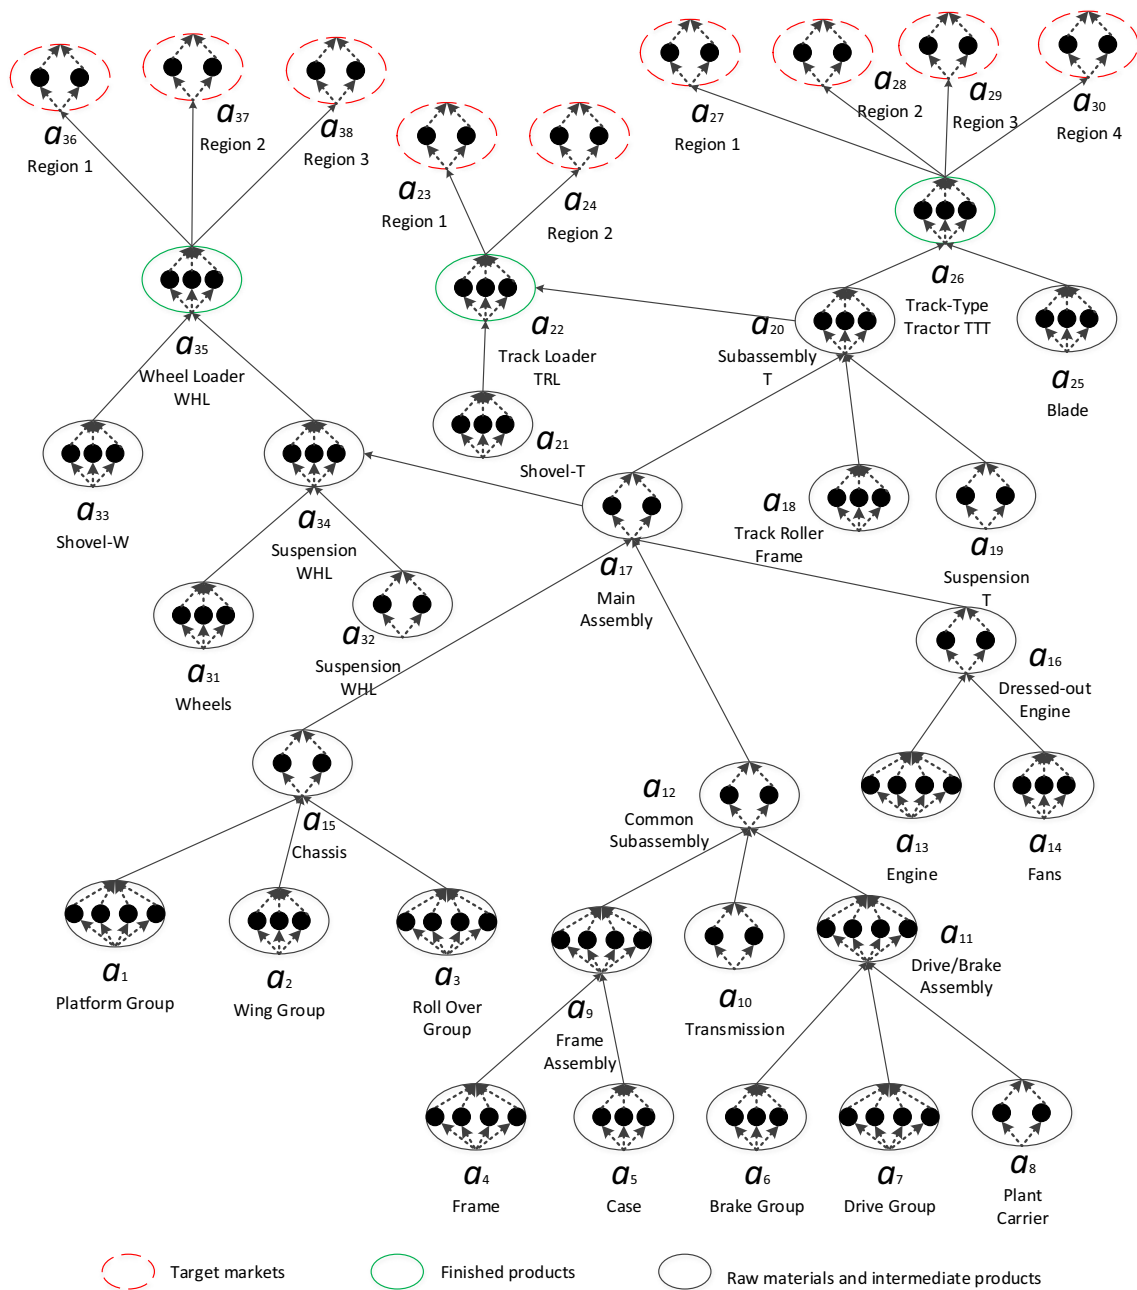 a36
Region 1
a37
Region 2
a38
Region 3
a23
Region 1
a24
Region 2
a27
Region 1
a28
Region 2
a29
Region 3
a30
Region 4
a35
Wheel Loader
WHL
a22
Track Loader
TRL
a20
Subassembly
T
a26
Track-Type
Tractor TTT
a25
Blade
a33
Shovel-W
a34
Suspension
WHL
a21
Shovel-T
a17
Main
Assembly
a18
Track Roller
Frame
a19
Suspension
T
a31
Wheels
a32
Suspension
WHL
a16
Dressed-out
Engine
a15
Chassis
a12
Common
Subassembly
a13
Engine
a14
Fans
a1
Platform Group
a2
Wing Group
a3
Roll Over
Group
a9
Frame
Assembly
a10
Transmission
a11
Drive/Brake
Assembly
a4
Frame
a5
Case
a6
Brake Group
a7
Drive Group
a8
Plant
Carrier
Target markets
Finished products
Raw materials and intermediate products